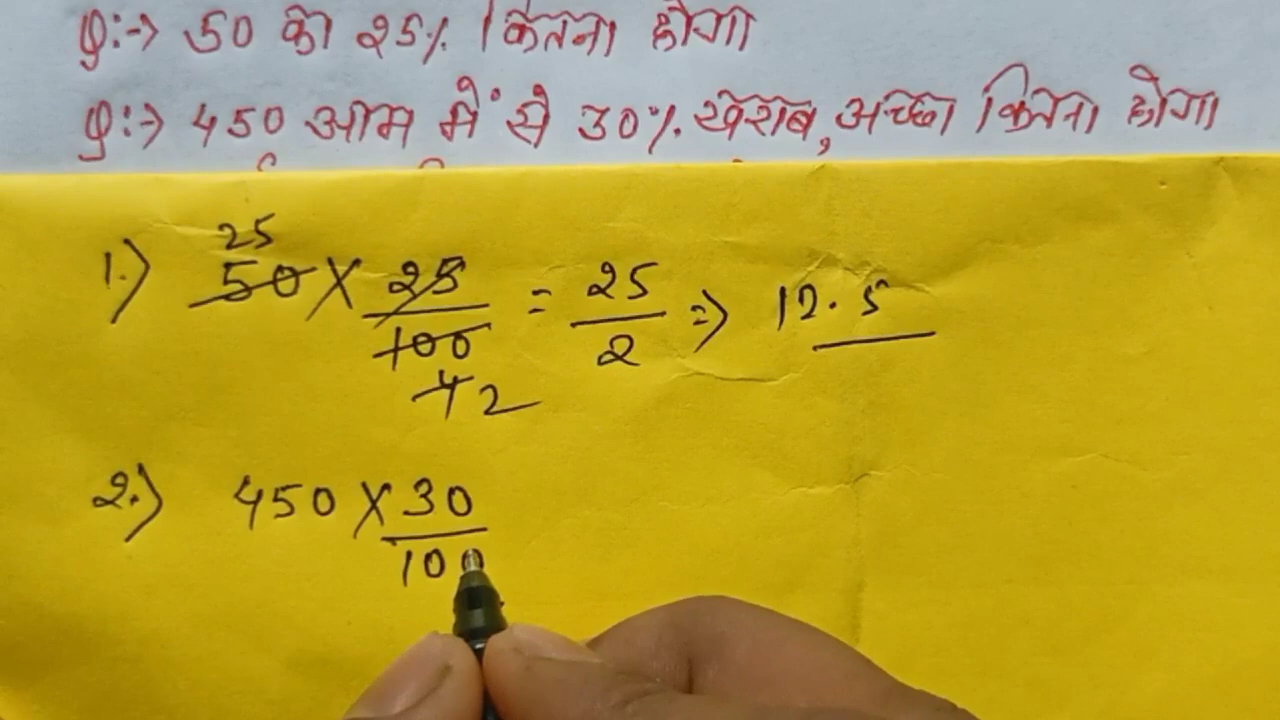 Q:→ 50 का 25% कितना होगा
Q:→ 450 आम में से 30% खराब, अच्छा कितना होगा
1.) 50 25 X 25/100 4 2 = 25/2 => 12.5
2.) 450 X 30/100